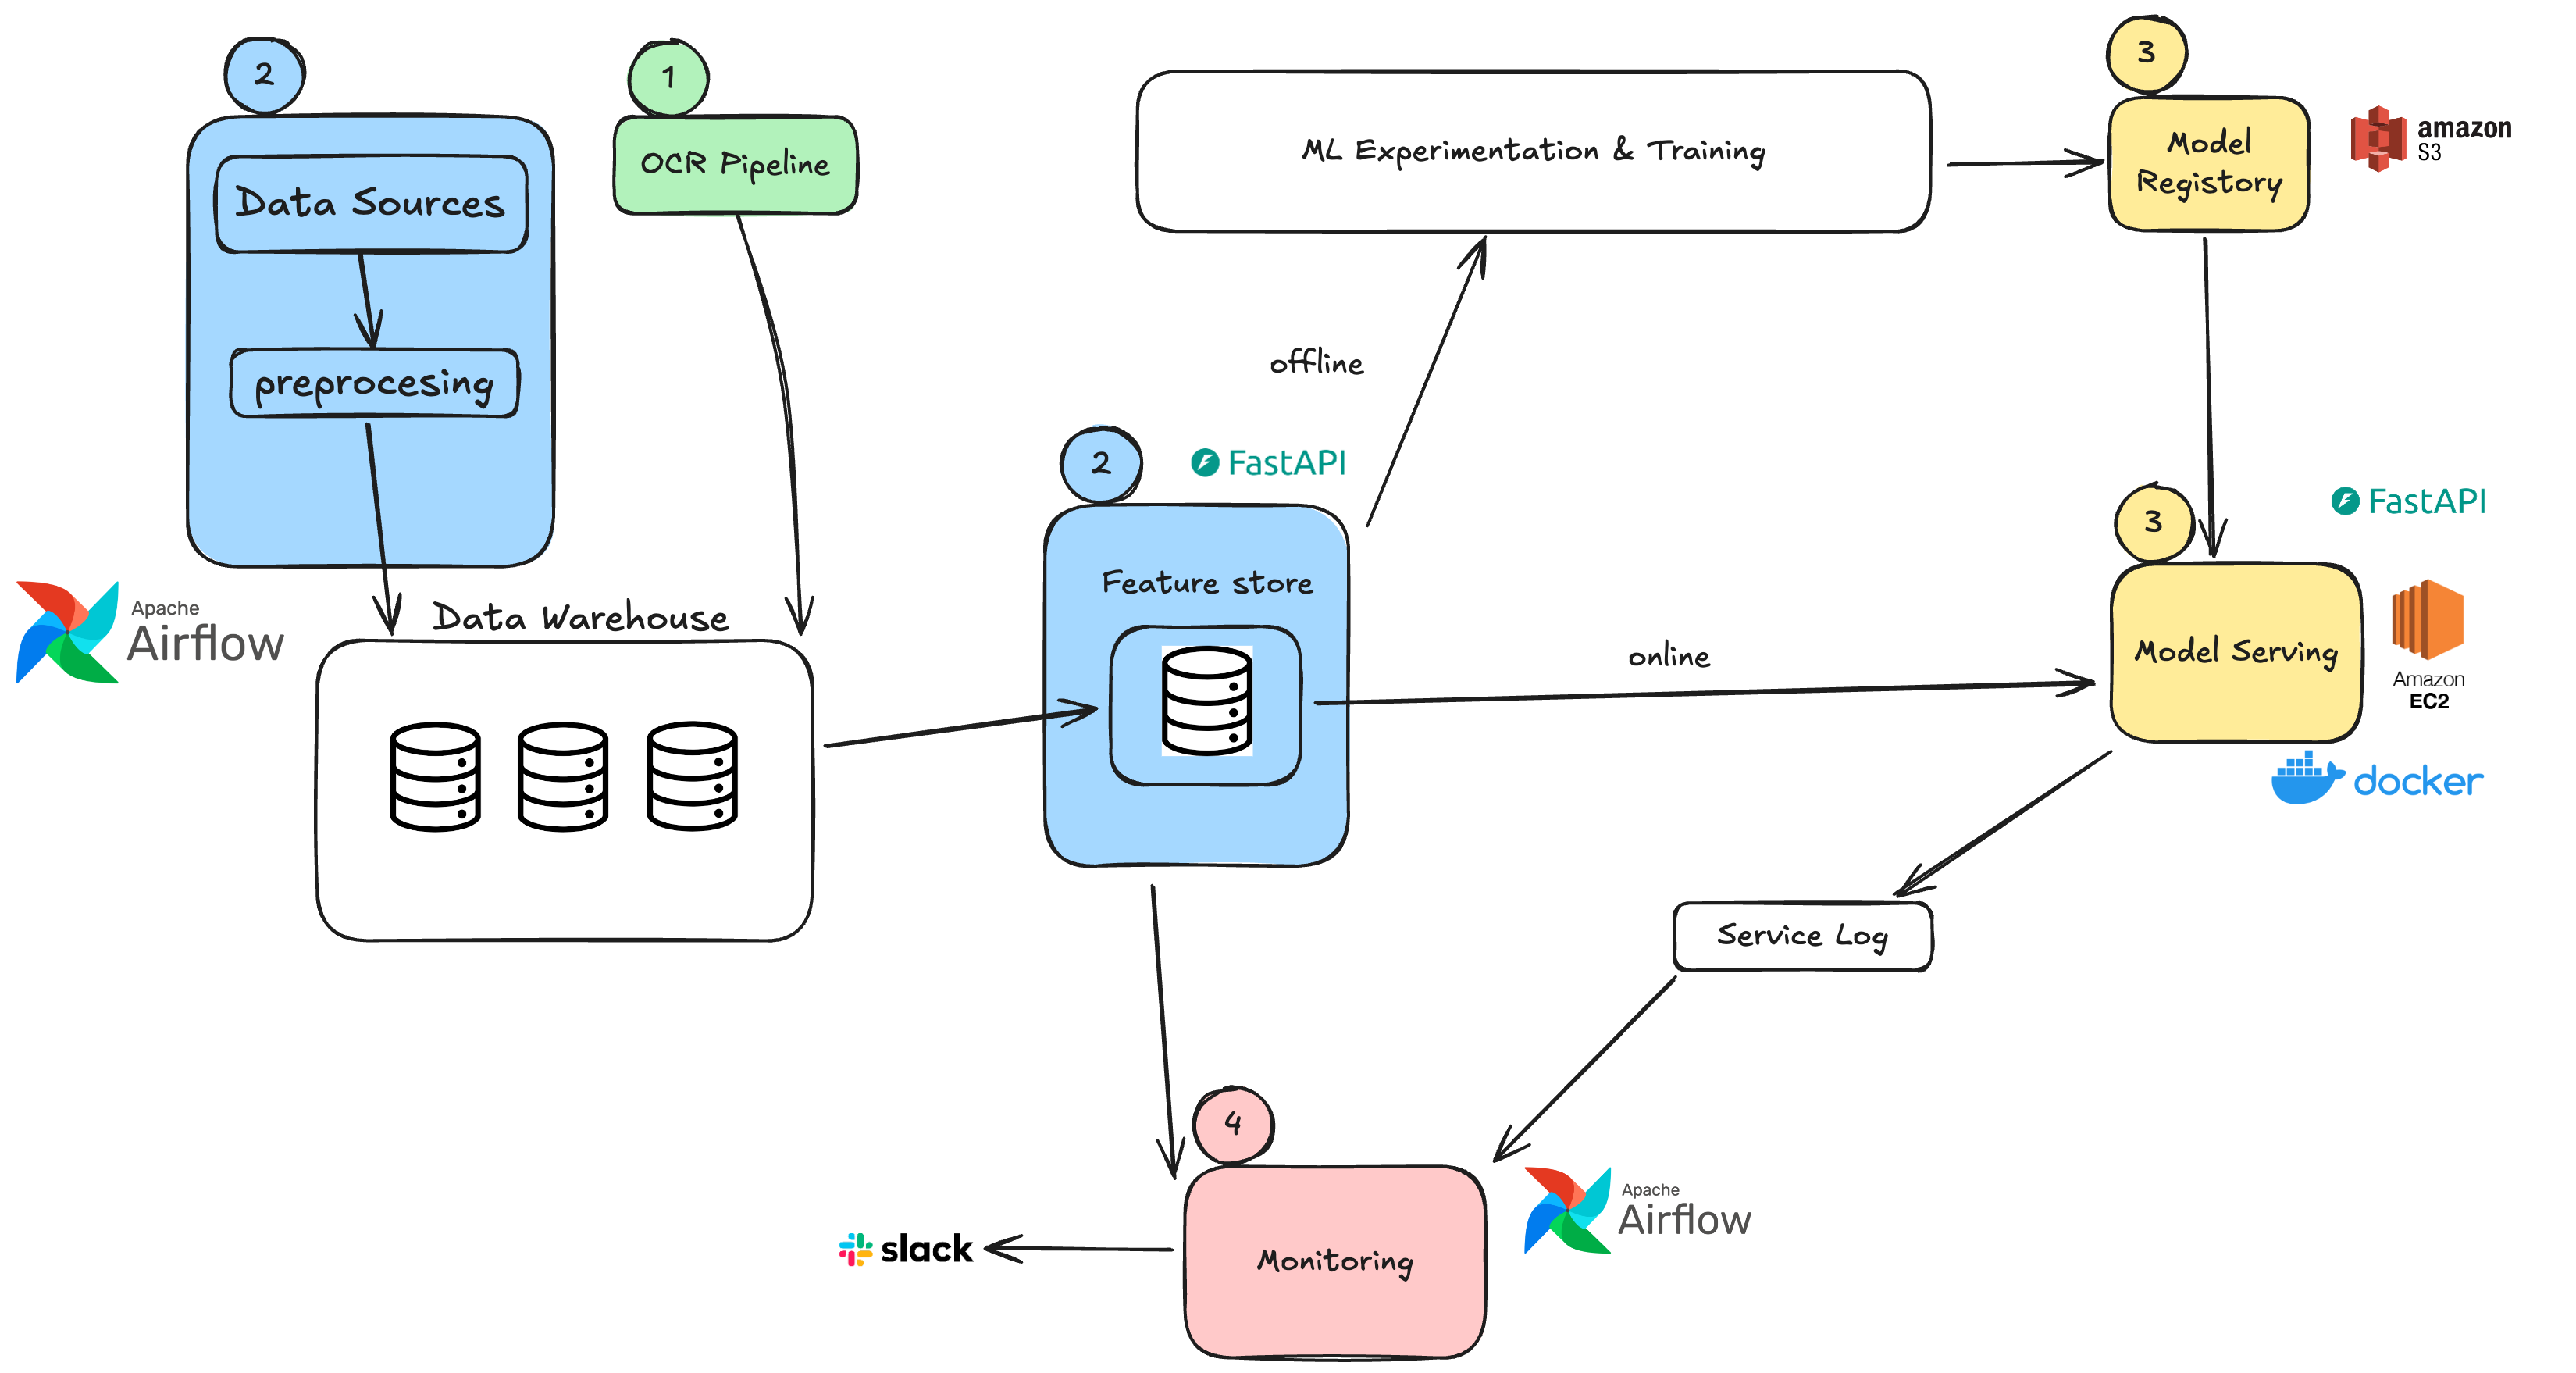 2
1
3
Data Sources
OCR Pipeline
ML Experimentation & Training
Model
Registory
amazon
S3
preprocesing
offline
2
FastAPI
3
FastAPI
Apache
Airflow
Data Warehouse
Feature store
online
Model Serving
Amazon
EC2
docker
Service Log
4
Apache
Airflow
slack
Monitoring